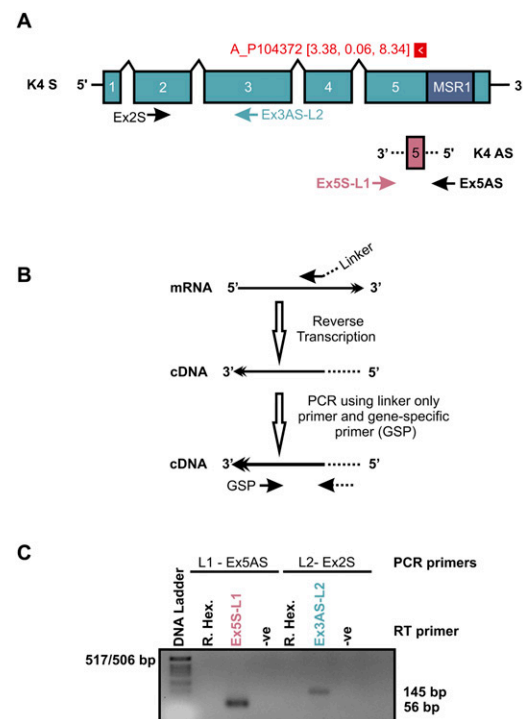 A
A_P104372 [3.38, 0.06, 8.34] <
K4 S 5' 1 2 3 4 5 MSR1 3
Ex2S Ex3AS-L2
3' 5 5' K4 AS
Ex5S-L1 Ex5AS
B
Linker
mRNA 5' 3'
Reverse
Transcription
cDNA 3' 5'
PCR using linker only
primer and gene-specific
primer (GSP)
cDNA 3' 5'
GSP
C
L1 - Ex5AS L2- Ex2S PCR primers
DNA Ladder R. Hex. Ex5S-L1 -ve R. Hex. Ex3AS-L2 -ve RT primer
517/506 bp
145 bp
56 bp